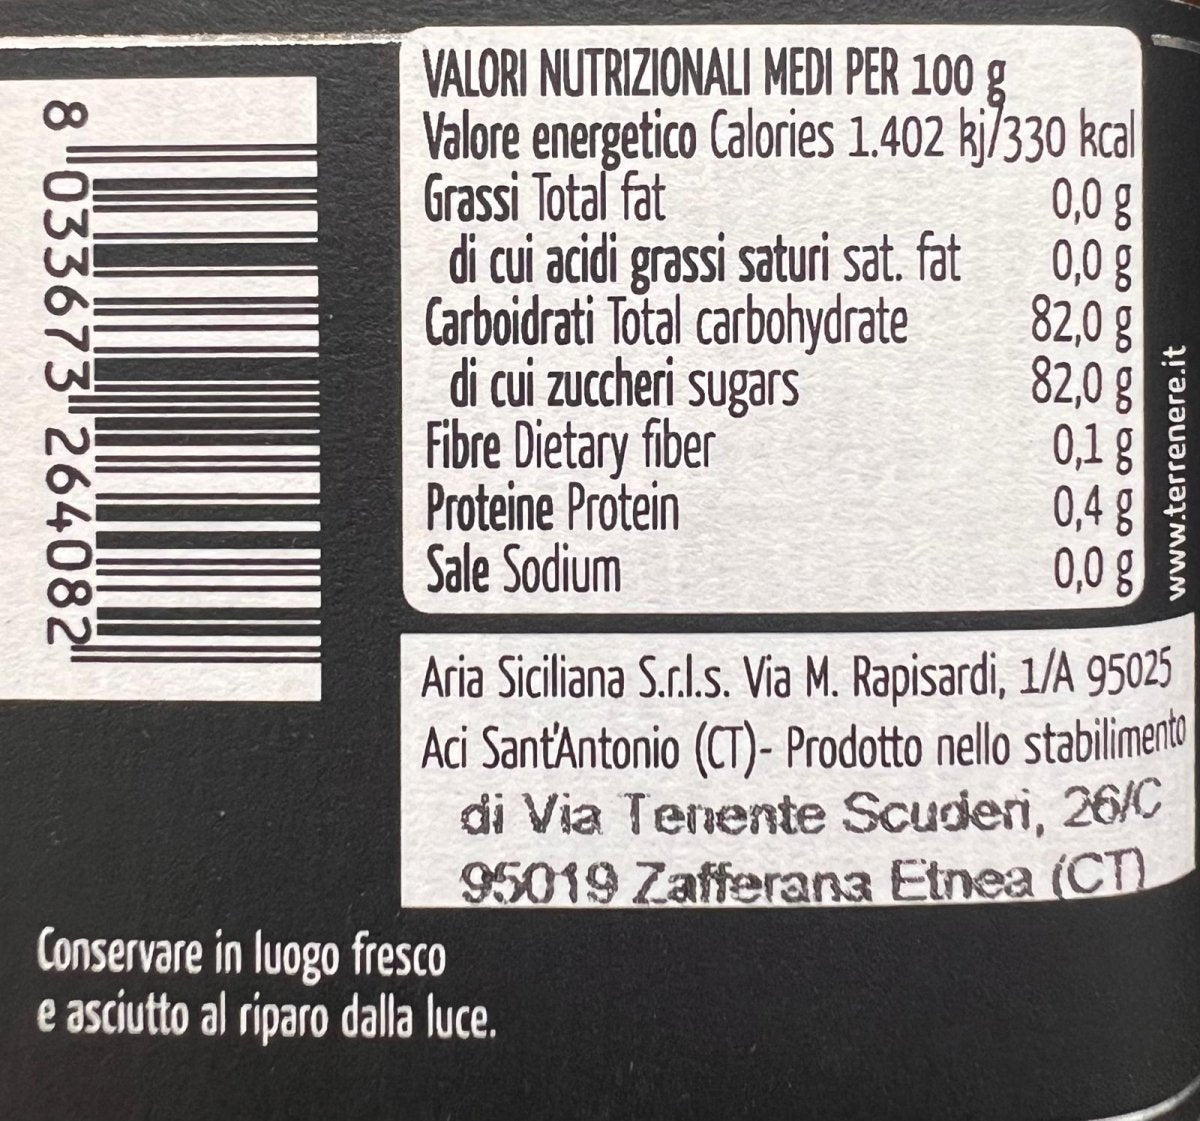 8 033673 264082
VALORI NUTRIZIONALI MEDI PER 100 g
Valore energetico Calories 1.402 kj/330 kcal
Grassi Total fat 0,0 g
di cui acidi grassi saturi sat. fat 0,0 g
Carboidrati Total carbohydrate 82,0 g
di cui zuccheri sugars 82,0 g
Fibre Dietary fiber 0,1 g
Proteine Protein 0,4 g
Sale Sodium 0,0 g
www.terrenere.it
Aria Siciliana S.r.l.s. Via M. Rapisardi, 1/A 95025
Aci Sant'Antonio (CT)- Prodotto nello stabilimento
di Via Tenente Scuderi, 26/C
95019 Zafferana Etnea (CT)
Conservare in luogo fresco
e asciutto al riparo dalla luce.